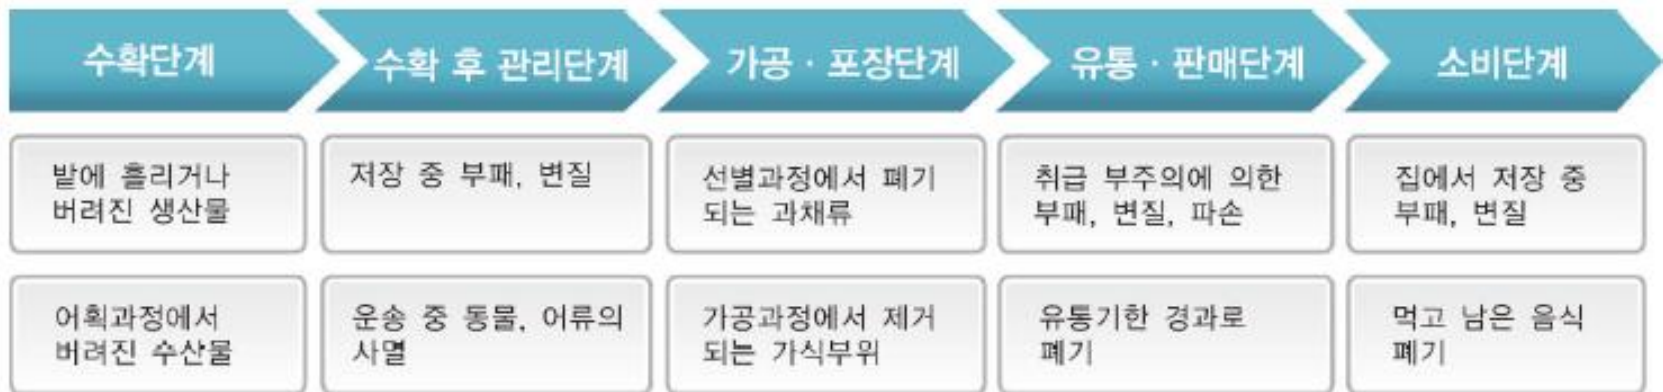 수확단계
수확 후 관리단계
가공 · 포장단계
유통 · 판매단계
소비단계
밭에 흘리거나
버려진 생산물
저장 중 부패, 변질
선별과정에서 폐기
되는 과채류
취급 부주의에 의한
부패, 변질, 파손
집에서 저장 중
부패, 변질
어획과정에서
버려진 수산물
운송 중 동물, 어류의
사멸
가공과정에서 제거
되는 가식부위
유통기한 경과로
폐기
먹고 남은 음식
폐기